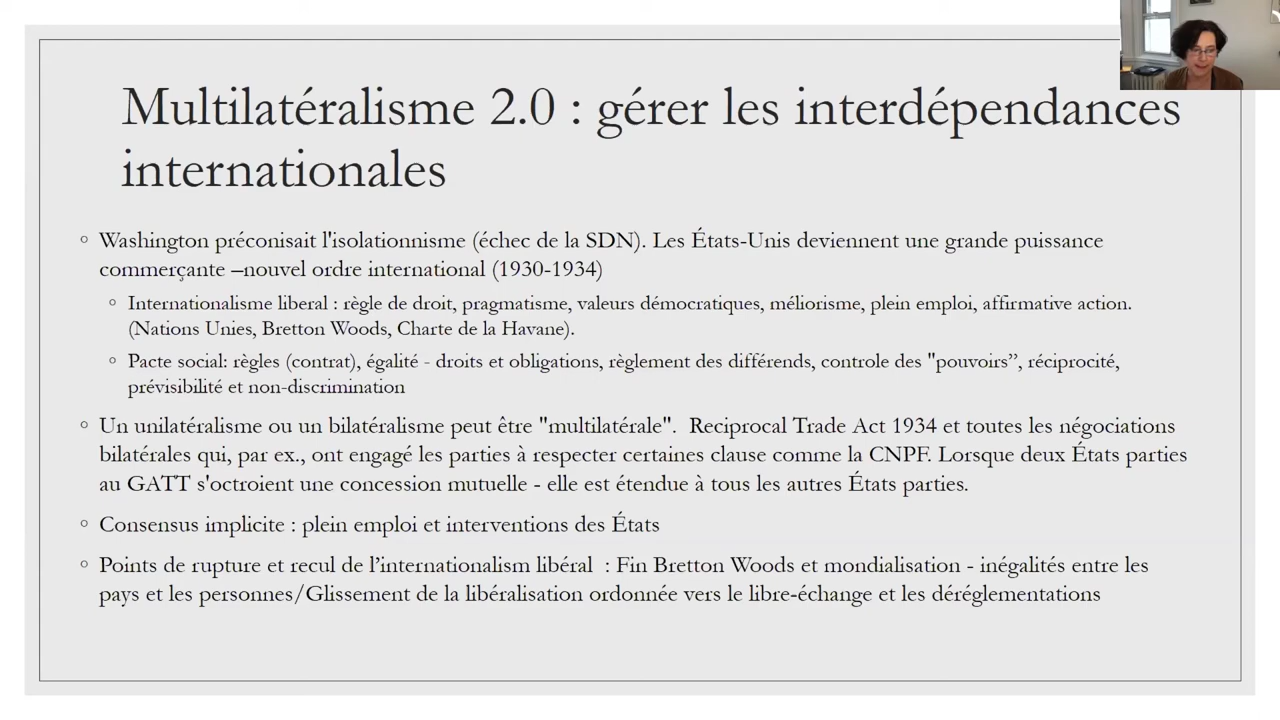 Multilatéralisme 2.0 : gérer les interdépendances
internationales
Washington préconisait l'isolationnisme (échec de la SDN). Les États-Unis deviennent une grande puissance
commerçante –nouvel ordre international (1930-1934)
Internationalisme liberal : règle de droit, pragmatisme, valeurs démocratiques, méliorisme, plein emploi, affirmative action.
(Nations Unies, Bretton Woods, Charte de la Havane).
Pacte social: règles (contrat), égalité - droits et obligations, règlement des différends, controle des "pouvoirs”, réciprocité,
prévisibilité et non-discrimination
Un unilatéralisme ou un bilatéralisme peut être "multilatérale". Reciprocal Trade Act 1934 et toutes les négociations
bilatérales qui, par ex., ont engagé les parties à respecter certaines clause comme la CNPF. Lorsque deux États parties
au GATT s'octroient une concession mutuelle - elle est étendue à tous les autres États parties.
Consensus implicite : plein emploi et interventions des États
Points de rupture et recul de l’internationalism libéral : Fin Bretton Woods et mondialisation - inégalités entre les
pays et les personnes/Glissement de la libéralisation ordonnée vers le libre-échange et les déréglementations